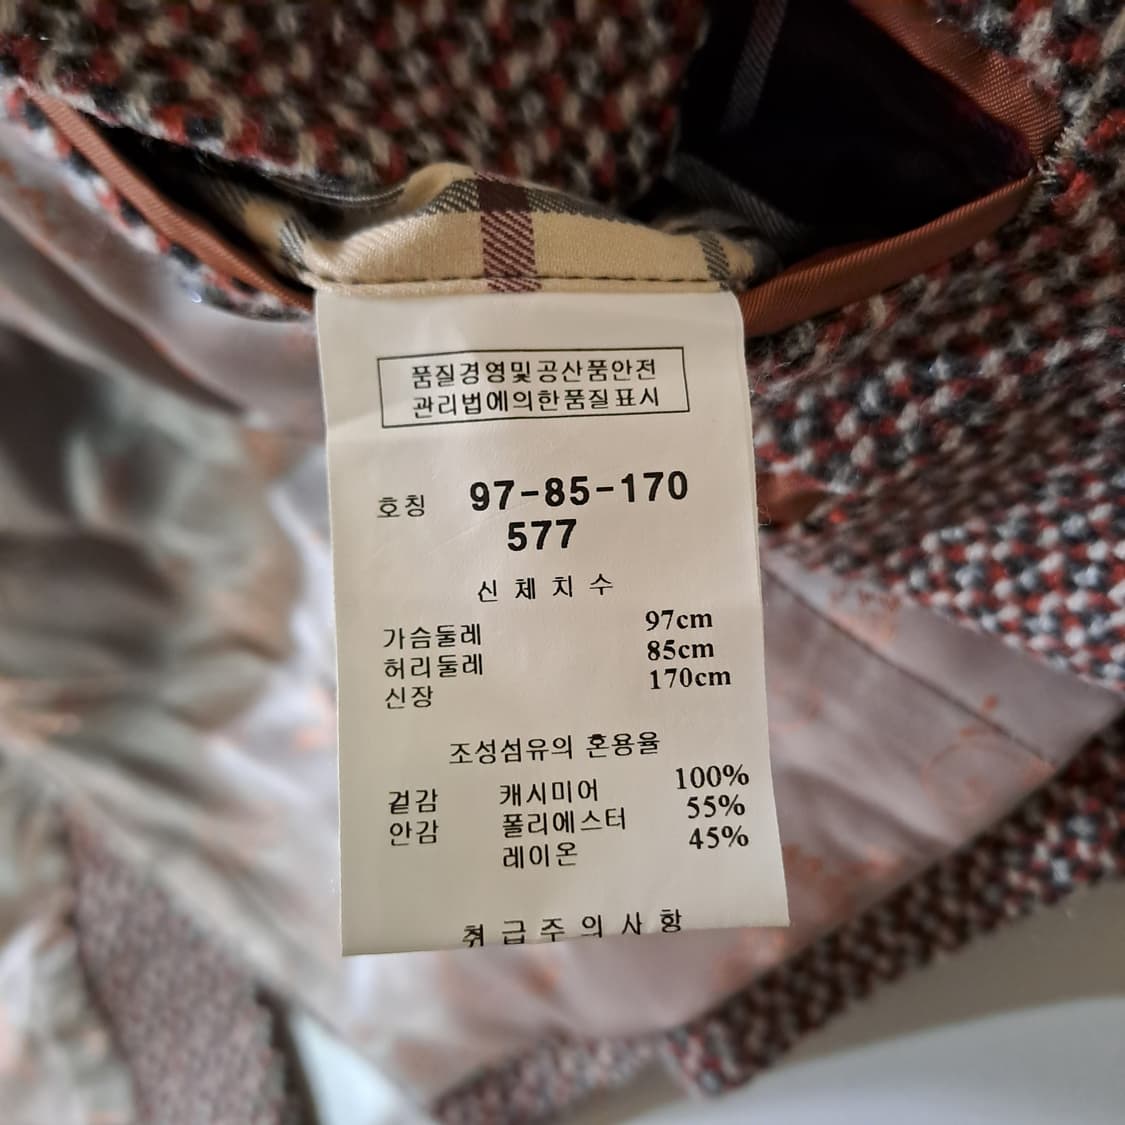 품질경영및공산품안전
관리법에의한품질표시
호칭 97-85-170
577
신체치수
가슴둘레 97cm
허리둘레 85cm
신장 170cm
조성섬유의 혼용율
겉감 캐시미어 100%
안감 폴리에스터 55%
레이온 45%
취급주의사항